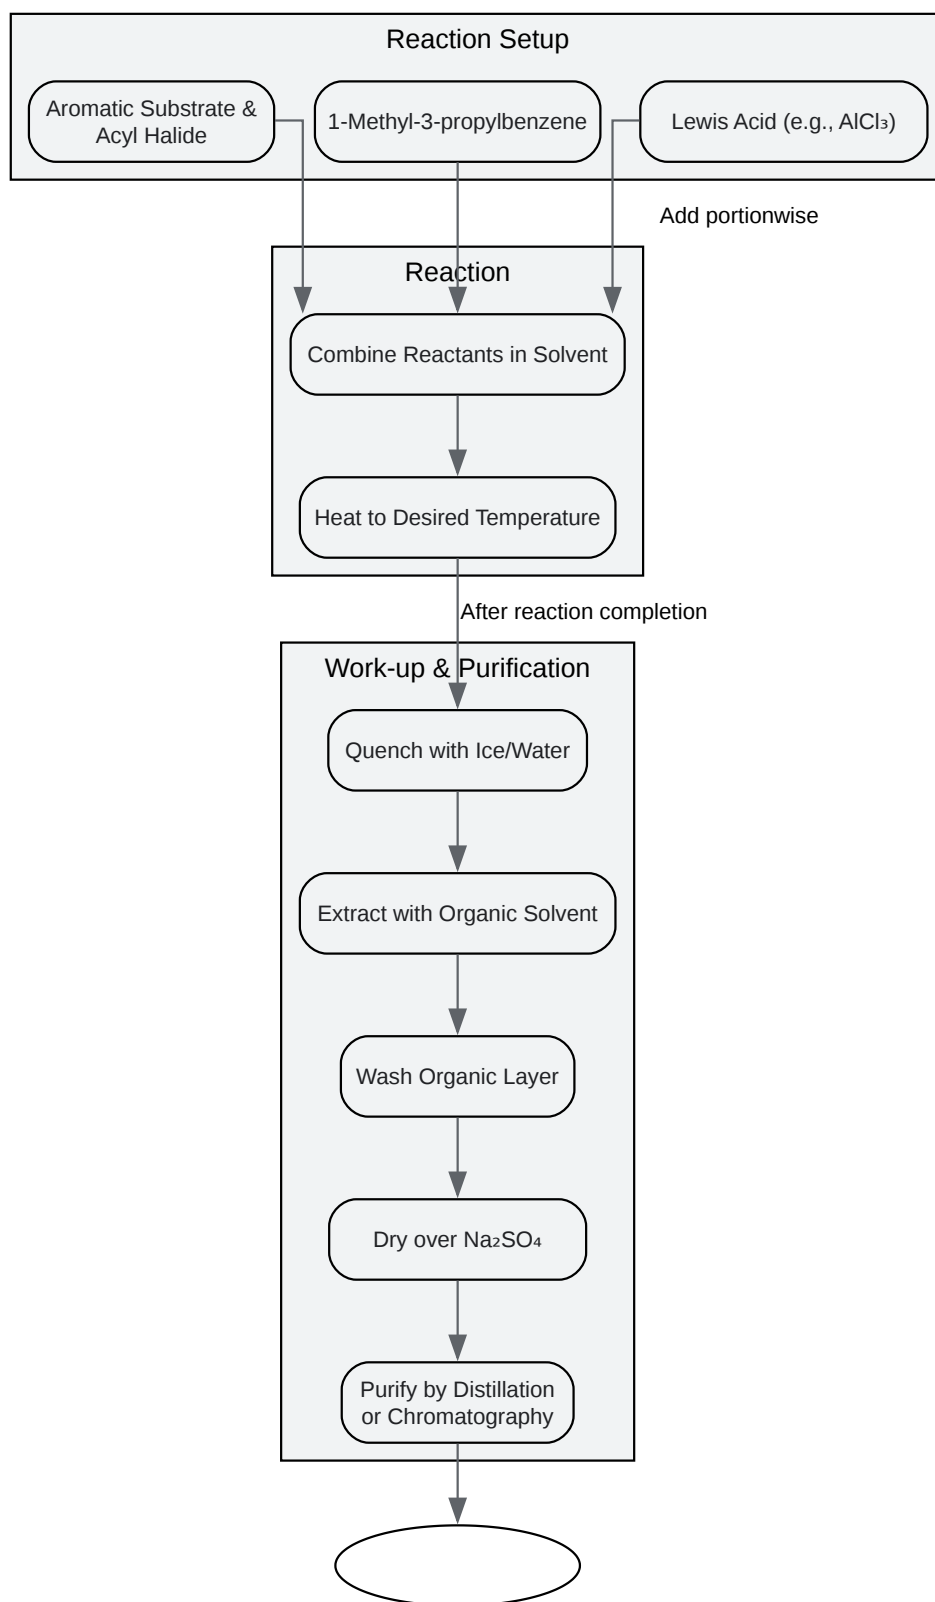 Reaction Setup
Aromatic Substrate &
Acyl Halide
1-Methyl-3-propylbenzene
Lewis Acid (e.g., AlCl₃)
Add portionwise
Reaction
Combine Reactants in Solvent
Heat to Desired Temperature
After reaction completion
Work-up & Purification
Quench with Ice/Water
Extract with Organic Solvent
Wash Organic Layer
Dry over Na₂SO₄
Purify by Distillation
or Chromatography